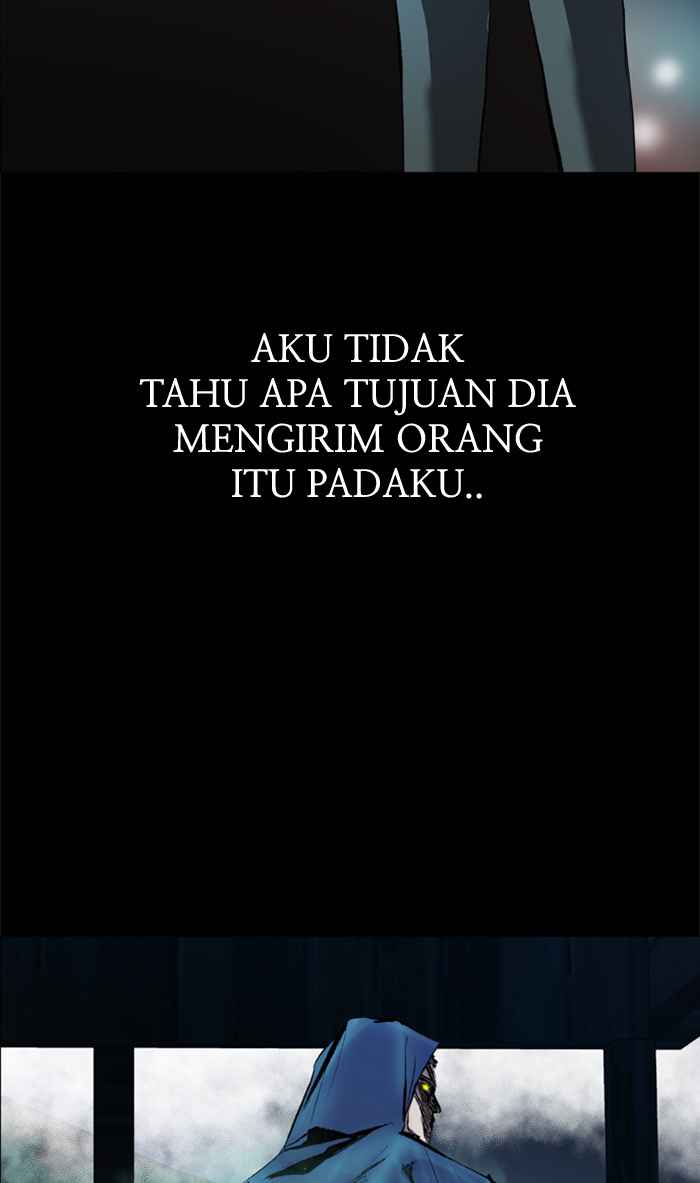 AKU TIDAK
TAHU APA TUJUAN DIA
MENGIRIM ORANG
ITU PADAKU..